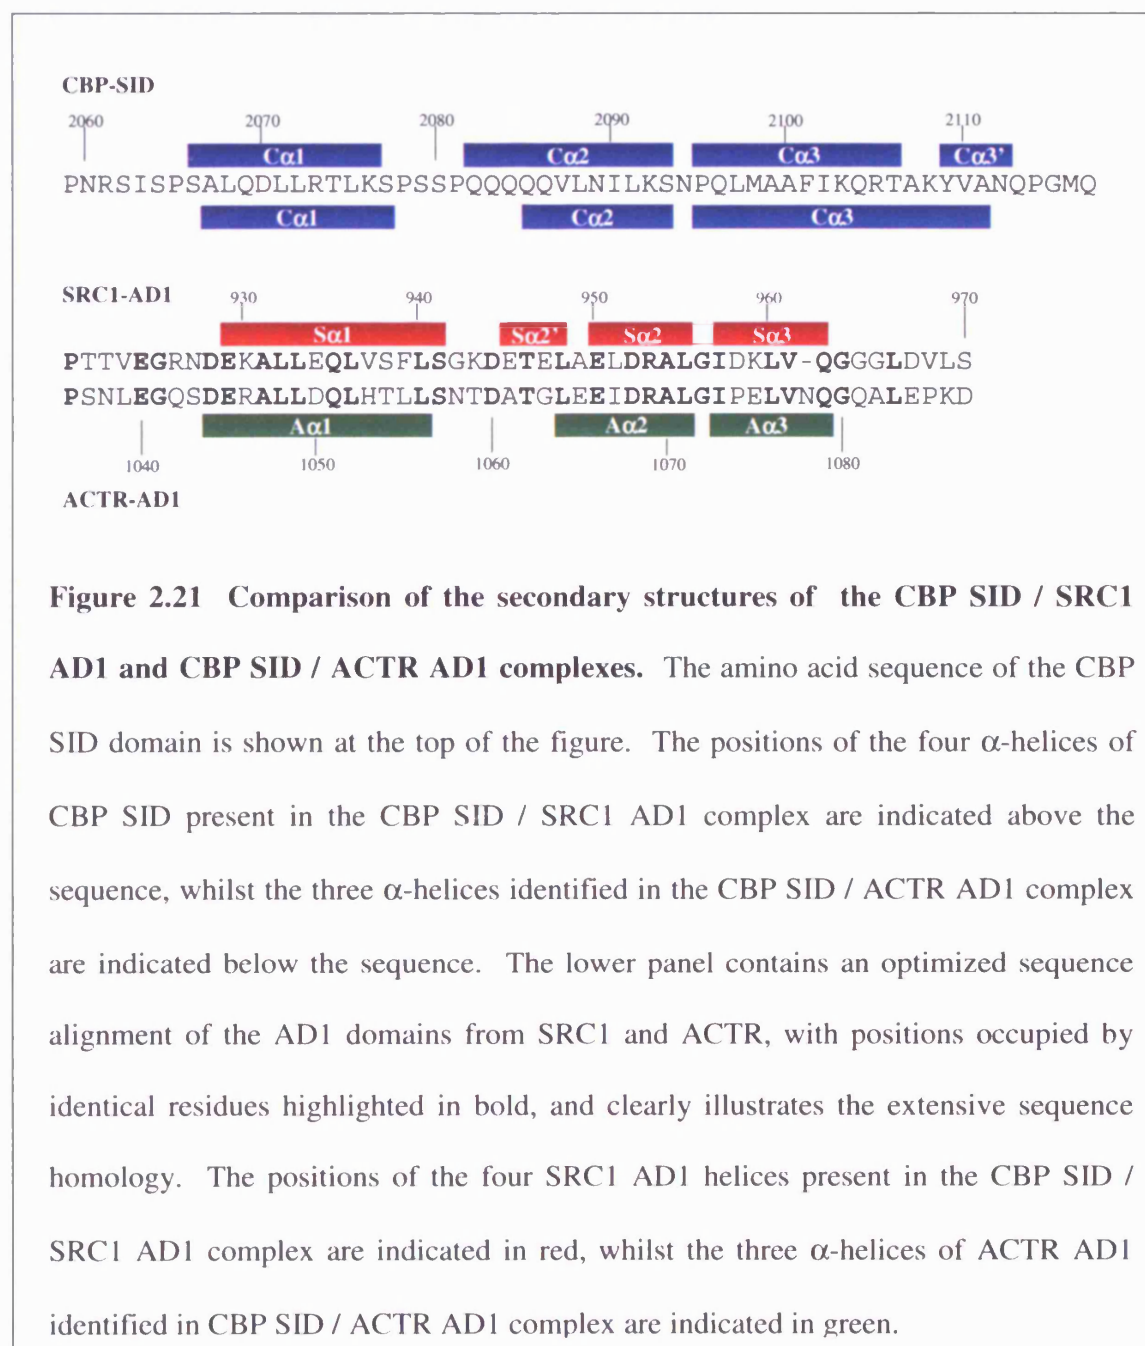 CBP-SID
2060 2070 2080 2090 2100 2110
Cα1 Cα2 Cα3 Cα3'
PNRSISPSALQDLLRTLKSPSSPQQQQQVLNILKSNPQLMAAFIKQRTAKYVANQPGMQ
Cα1 Cα2 Cα3
SRC1-AD1 930 940 950 960 970
Sα1 Sα2' Sα2 Sα3
PTTVEGRNDEKALLEQLVSFLSGKDETELAELDRALGIDKLV-QGGGLDVLS
PSNLEGQSDERALLDQLHTLLSNTDATGLEEIDRALGIPELVNQGQALEPKD
Aα1 Aα2 Aα3
1040 1050 1060 1070 1080
ACTR-AD1
Figure 2.21 Comparison of the secondary structures of the CBP SID / SRC1
AD1 and CBP SID / ACTR AD1 complexes. The amino acid sequence of the CBP
SID domain is shown at the top of the figure. The positions of the four α-helices of
CBP SID present in the CBP SID / SRC1 AD1 complex are indicated above the
sequence, whilst the three α-helices identified in the CBP SID / ACTR AD1 complex
are indicated below the sequence. The lower panel contains an optimized sequence
alignment of the AD1 domains from SRC1 and ACTR, with positions occupied by
identical residues highlighted in bold, and clearly illustrates the extensive sequence
homology. The positions of the four SRC1 AD1 helices present in the CBP SID /
SRC1 AD1 complex are indicated in red, whilst the three α-helices of ACTR AD1
identified in CBP SID / ACTR AD1 complex are indicated in green.